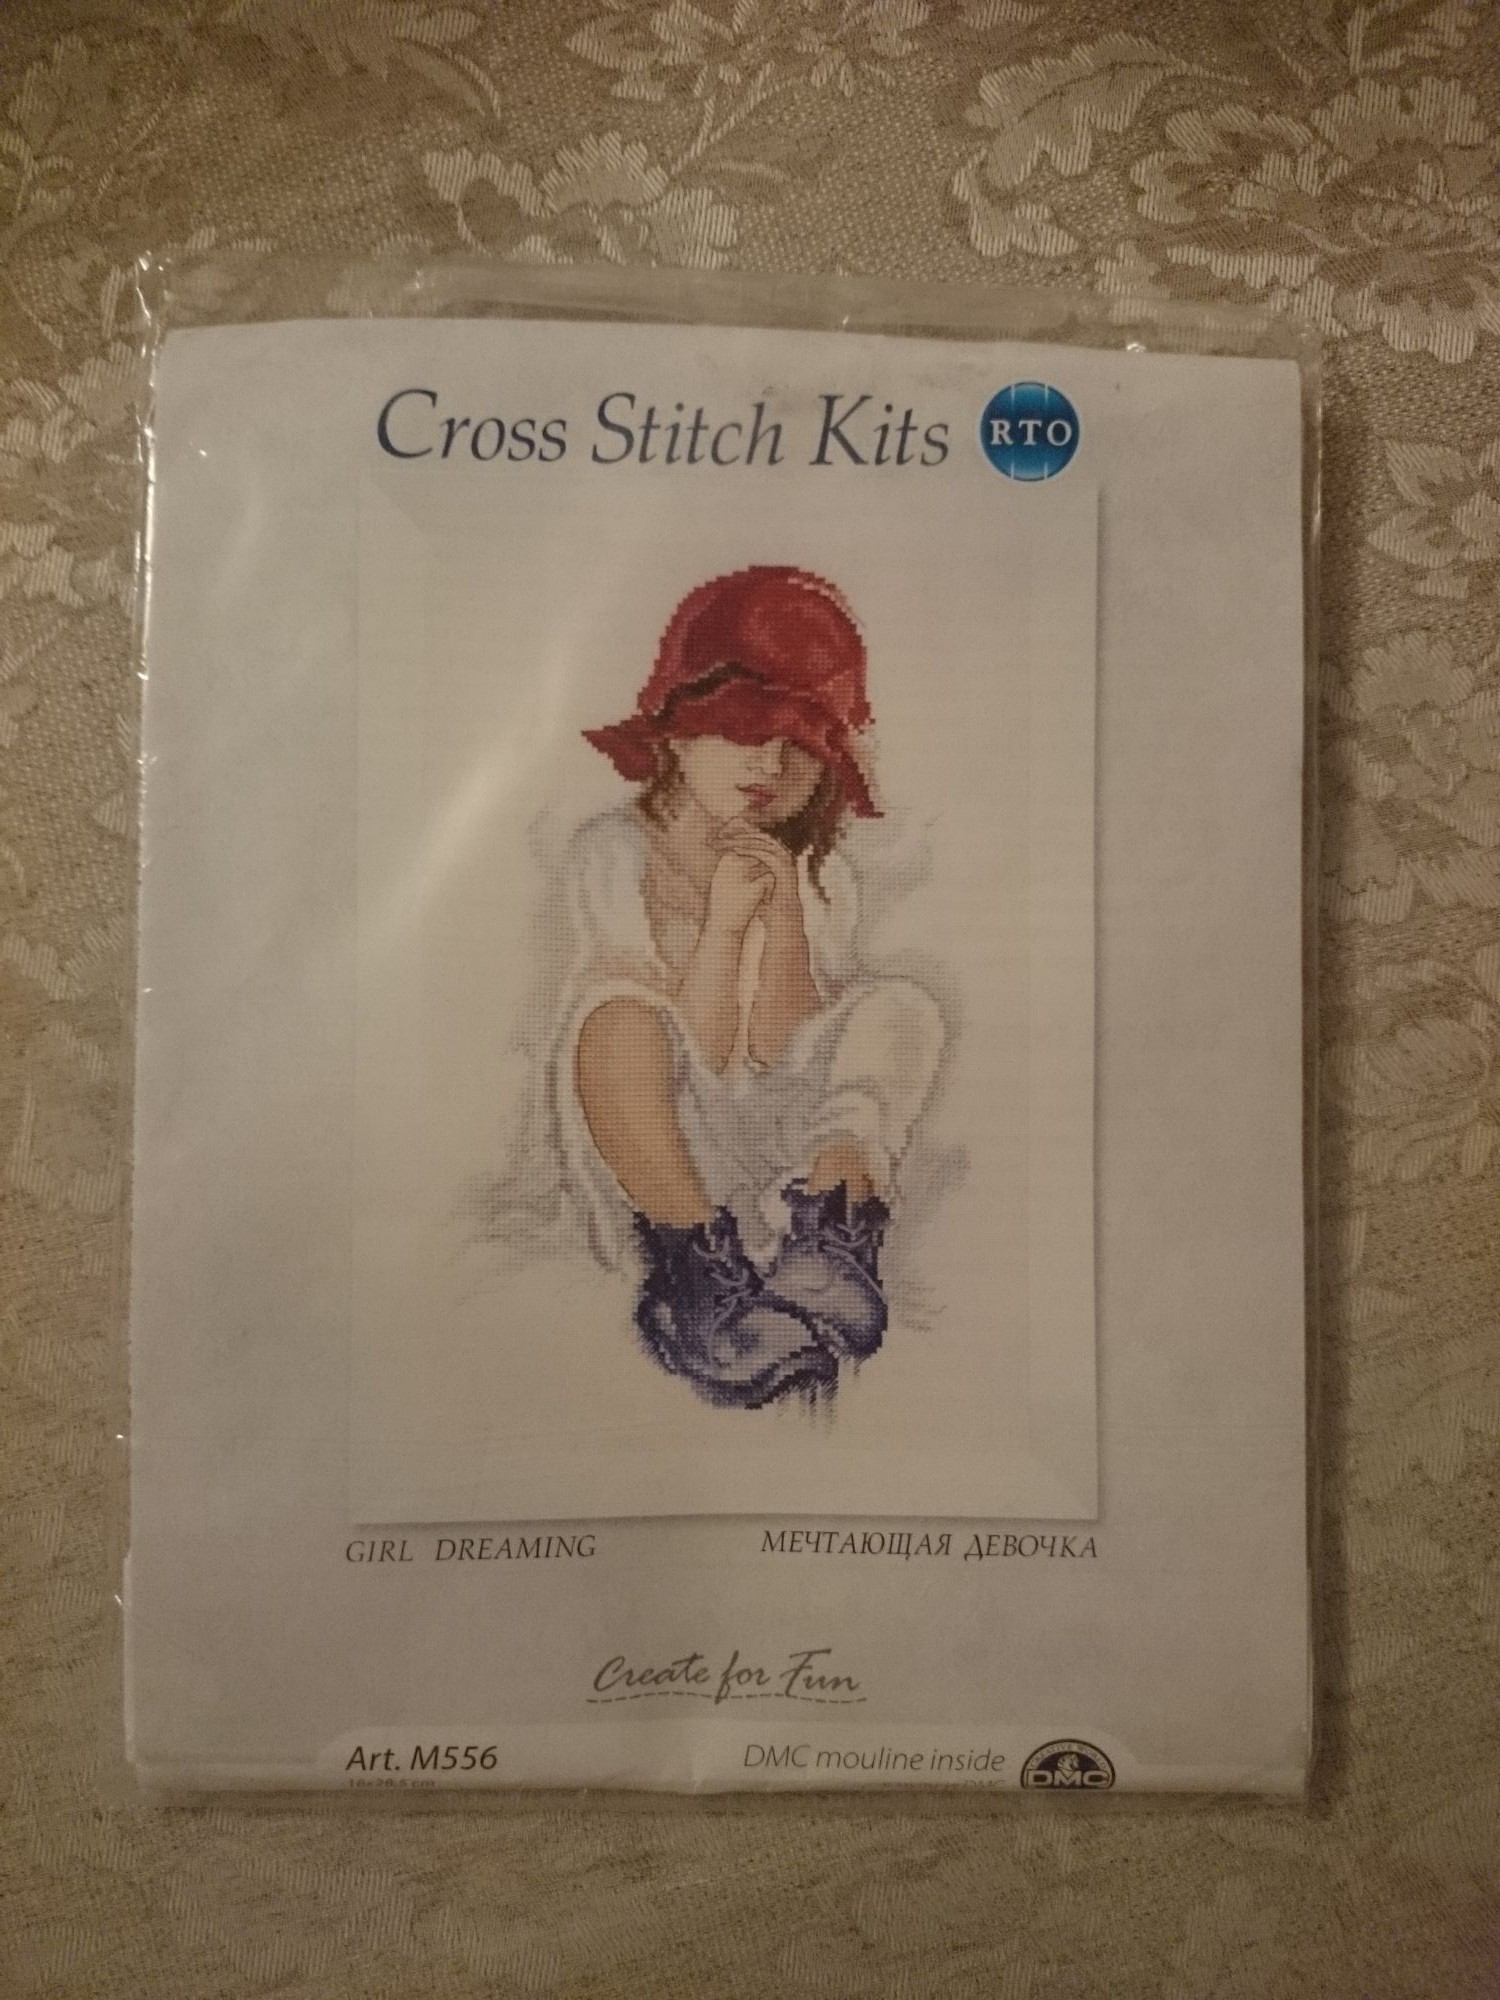 Cross Stitch Kits RTO
GIRL DREAMING МЕЧТАЮЩАЯ ДЕВОЧКА
Create for Fun
Art. M556 DMC mouline inside
DMC